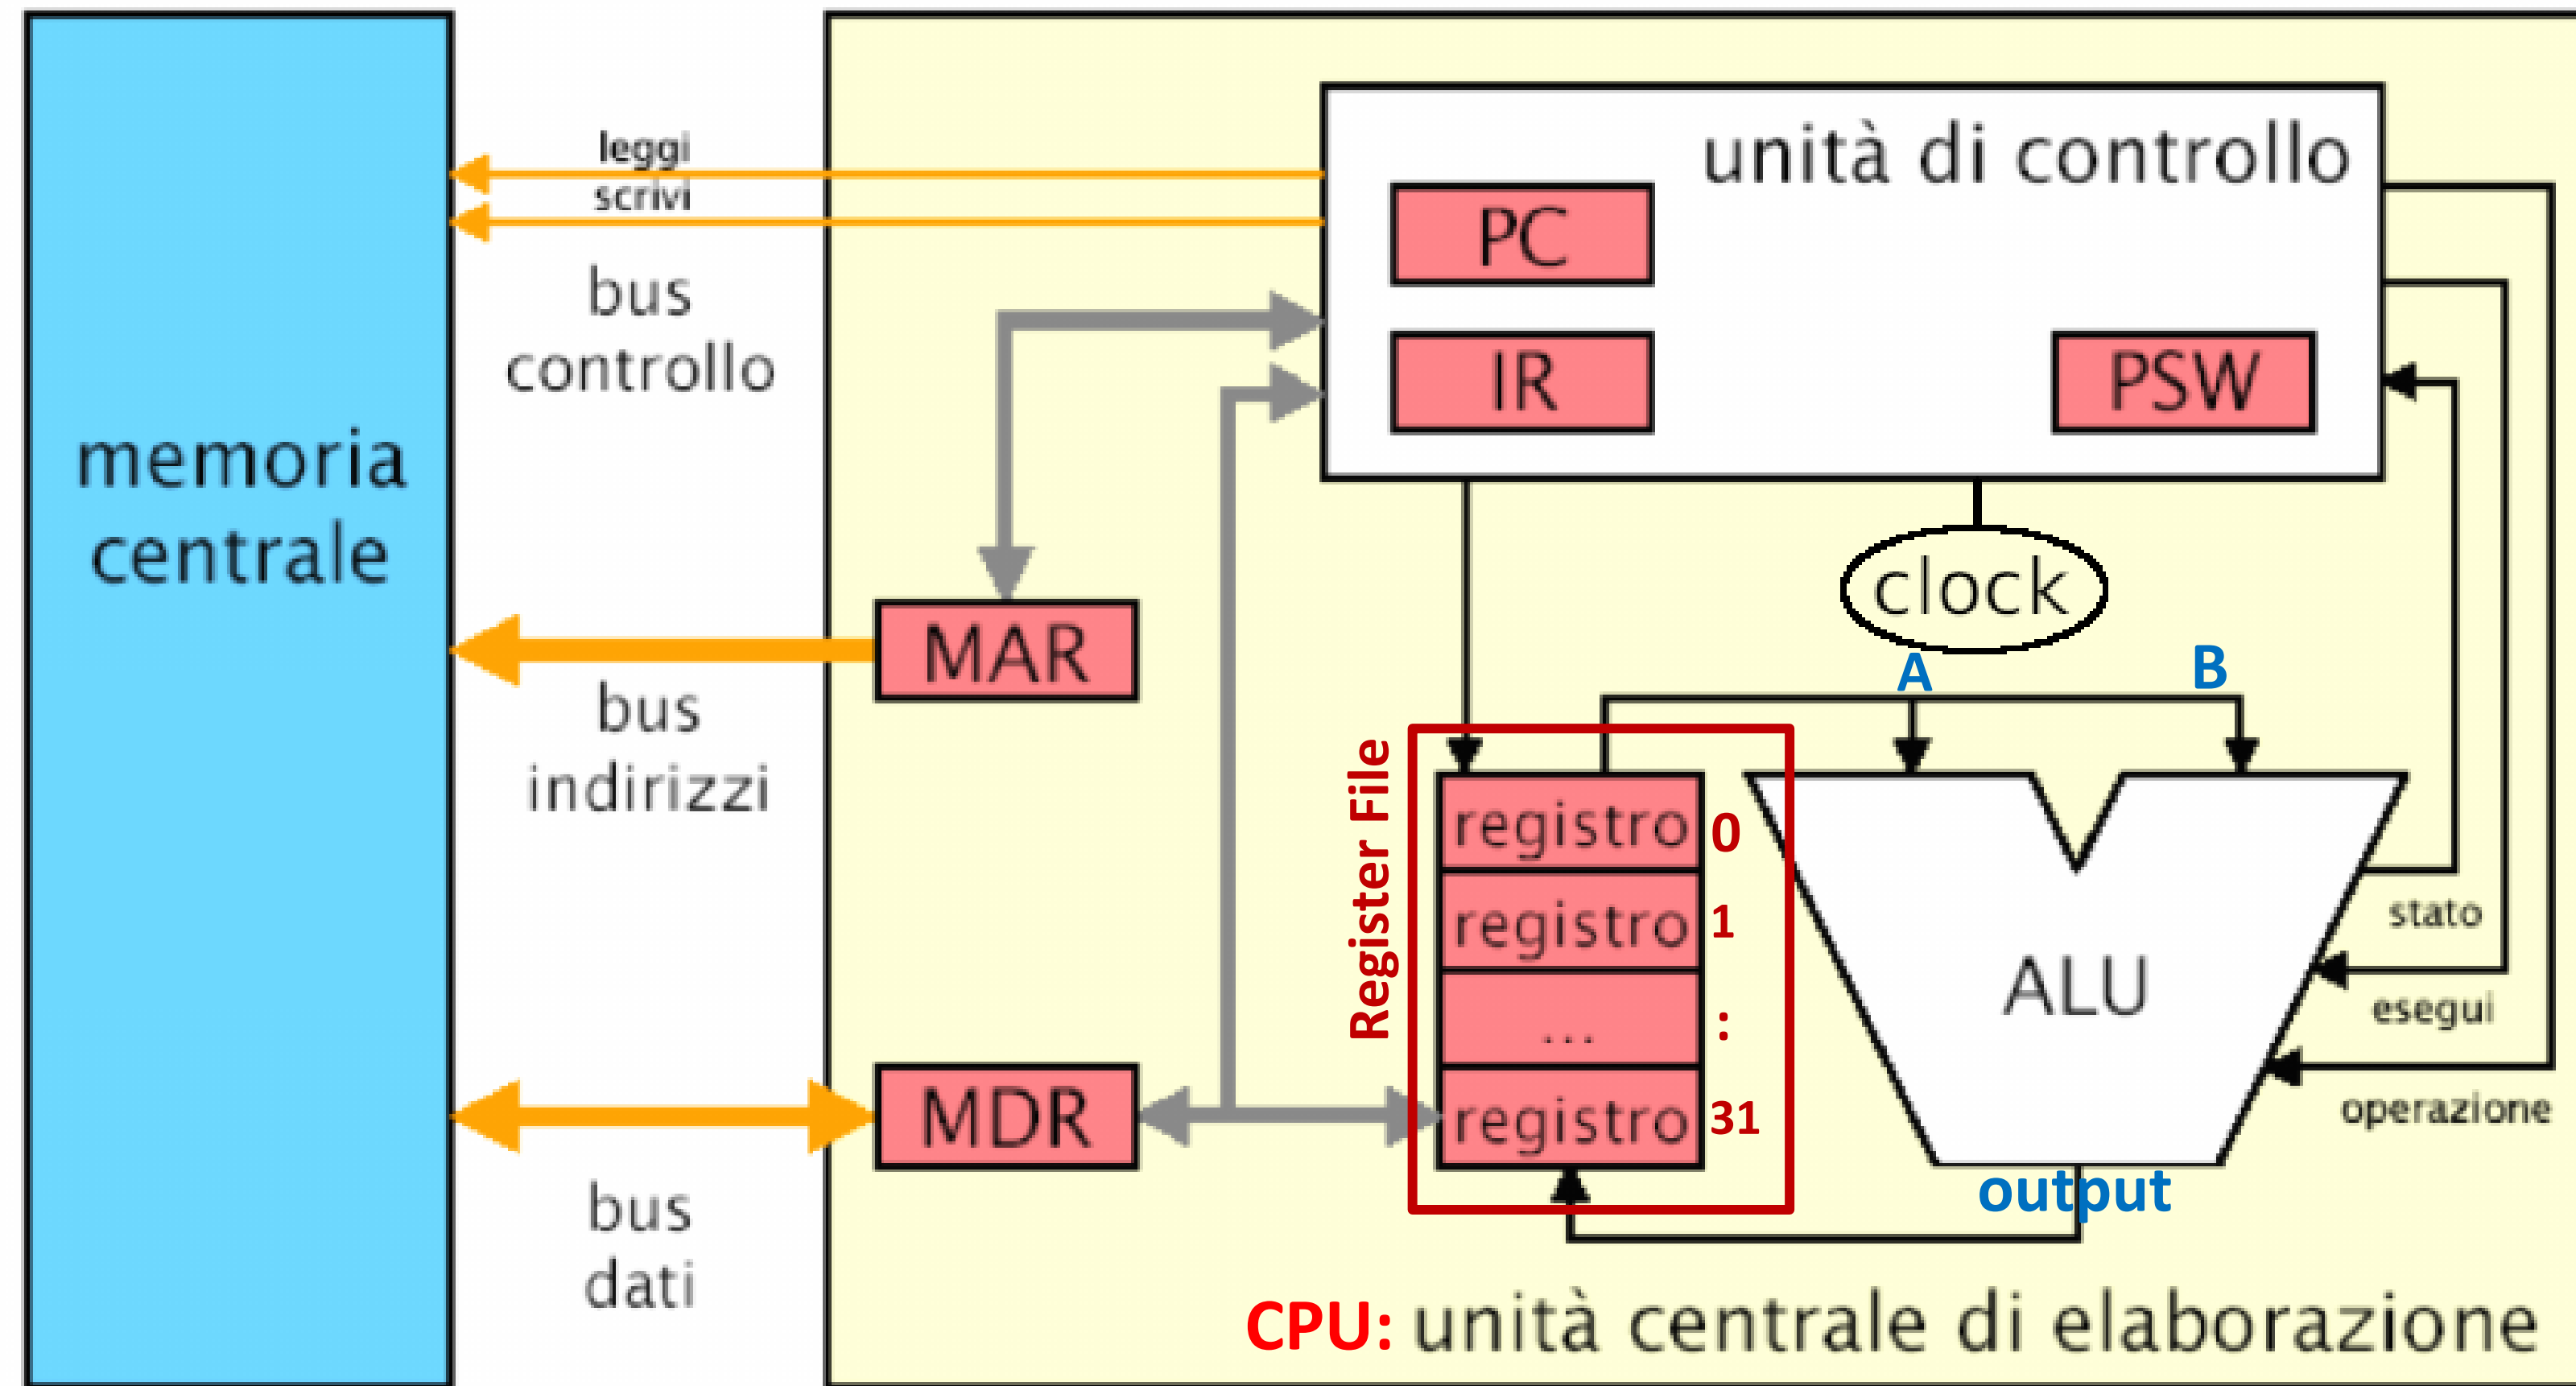 leggi
scrivi
bus
controllo
memoria
centrale
bus
indirizzi
bus
dati
MAR
MDR
unità di controllo
PC
IR
PSW
clock
A
B
Register File
registro 0
registro 1
... :
registro 31
ALU
stato
esegui
operazione
output
CPU: unità centrale di elaborazione